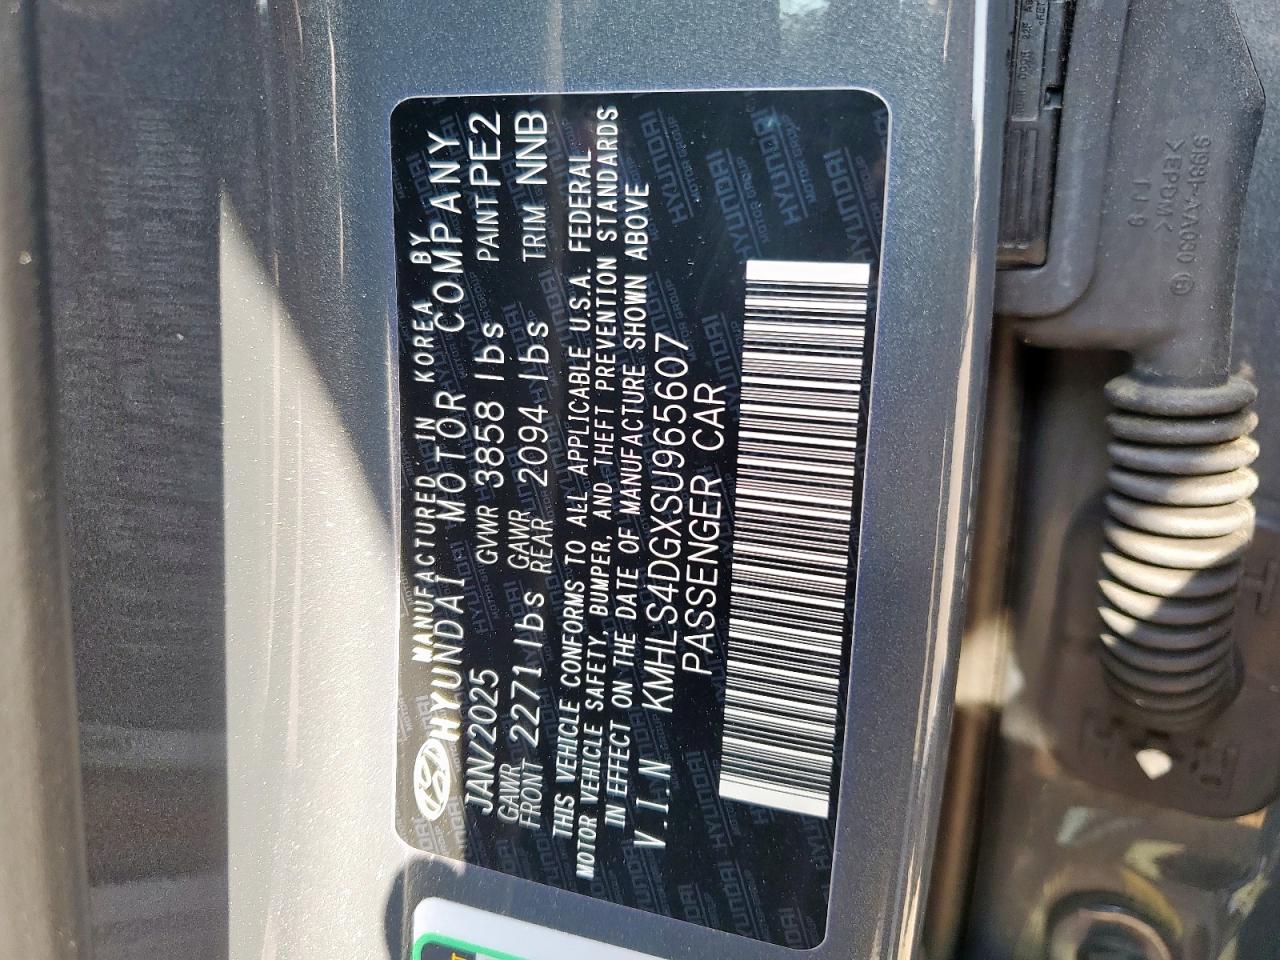 MANUFACTURED IN KOREA BY
HYUNDAI MOTOR COMPANY
JAN/2025 GVWR 3858 lbs PAINT PE2
GAWR FRONT 2271 lbs GAWR REAR 2094 lbs TRIM NNB
THIS VEHICLE CONFORMS TO ALL APPLICABLE U.S.A. FEDERAL
MOTOR VEHICLE SAFETY, BUMPER, AND THEFT PREVENTION STANDARDS
IN EFFECT ON THE DATE OF MANUFACTURE SHOWN ABOVE
V.I.N KMHLS4DGXSU965607
PASSENGER CAR
>EPDM<